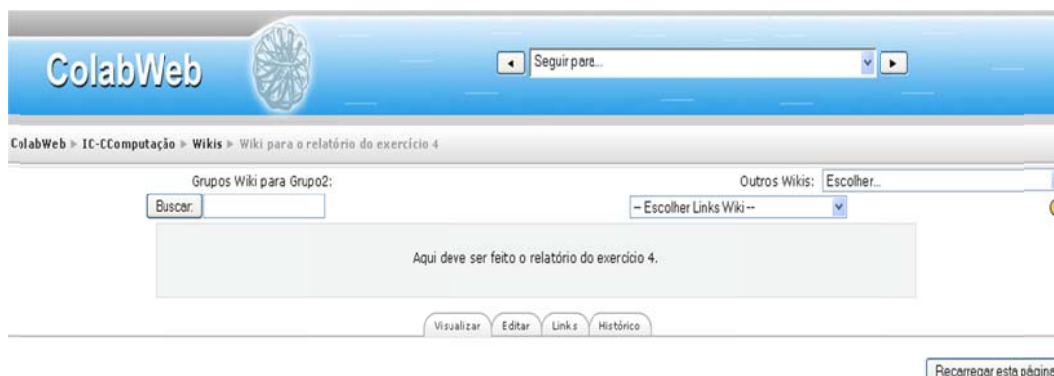 ColabWeb
Seguir para...
ColabWeb ▶ IC-CComputação ▶ Wikis ▶ Wiki para o relatório do exercício 4
Grupos Wiki para Grupo2:
Outros Wikis: Escolher...
Buscar:
-- Escolher Links Wiki --
Aqui deve ser feito o relatório do exercício 4.
Visualizar Editar Links Histórico
Recarregar esta página